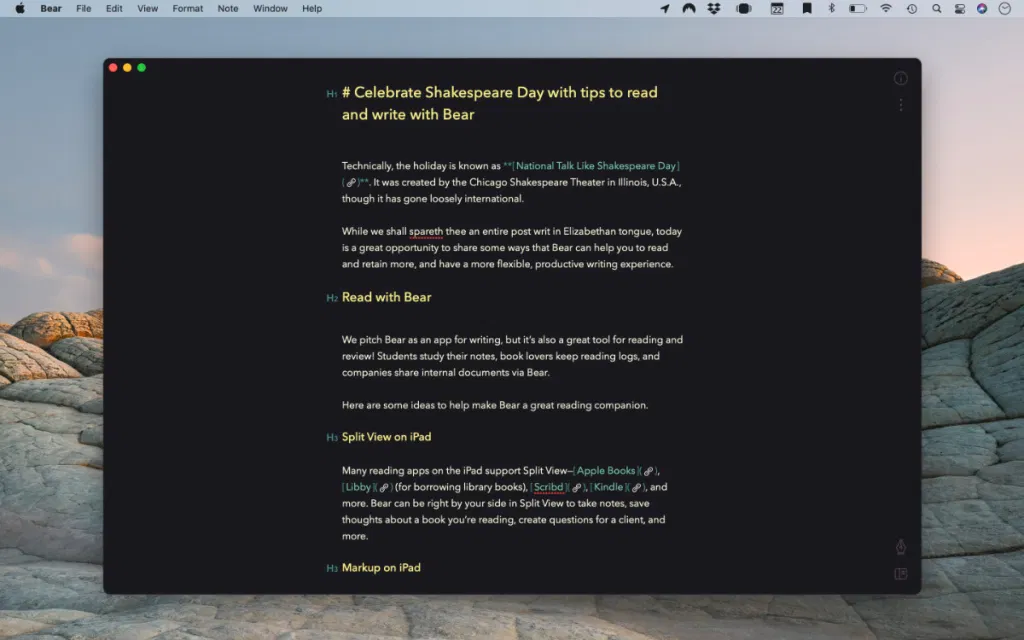 Bear File Edit View Format Note Window Help
22
H1 # Celebrate Shakespeare Day with tips to read
and write with Bear
Technically, the holiday is known as **[National Talk Like Shakespeare Day]
()**. It was created by the Chicago Shakespeare Theater in Illinois, U.S.A.,
though it has gone loosely international.
While we shall spareth thee an entire post writ in Elizabethan tongue, today
is a great opportunity to share some ways that Bear can help you to read
and retain more, and have a more flexible, productive writing experience.
H2 Read with Bear
We pitch Bear as an app for writing, but it's also a great tool for reading and
review! Students study their notes, book lovers keep reading logs, and
companies share internal documents via Bear.
Here are some ideas to help make Bear a great reading companion.
H3 Split View on iPad
Many reading apps on the iPad support Split View—[Apple Books](),
[Libby]() (for borrowing library books), [Scribd](), [Kindle](), and
more. Bear can be right by your side in Split View to take notes, save
thoughts about a book you're reading, create questions for a client, and
more.
H3 Markup on iPad